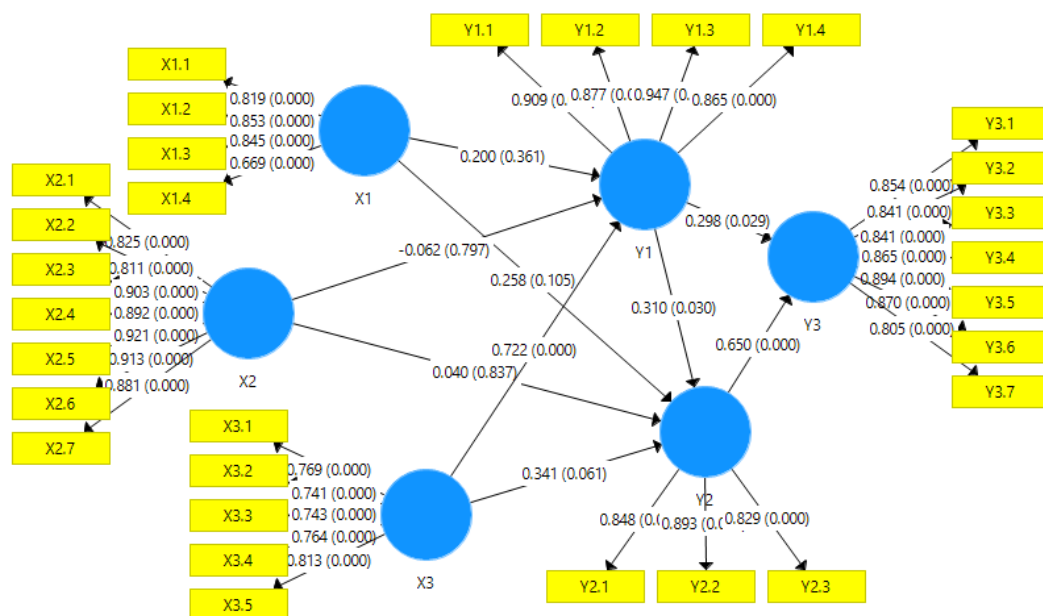 X1.1
X1.2
X1.3
X1.4
0.819 (0.000)
0.853 (0.000)
0.845 (0.000)
0.669 (0.000)
X1
X2.1
X2.2
X2.3
X2.4
X2.5
X2.6
X2.7
0.825 (0.000)
0.811 (0.000)
0.903 (0.000)
0.892 (0.000)
0.921 (0.000)
0.913 (0.000)
0.881 (0.000)
X2
X3.1
X3.2
X3.3
X3.4
X3.5
0.769 (0.000)
0.741 (0.000)
0.743 (0.000)
0.764 (0.000)
0.813 (0.000)
X3
0.200 (0.361)
-0.062 (0.797)
0.258 (0.105)
0.722 (0.000)
0.040 (0.837)
0.341 (0.061)
Y1.1
Y1.2
Y1.3
Y1.4
0.909 (0.
0.877 (0.
0.947 (0.
0.865 (0.000)
Y1
0.298 (0.029)
0.310 (0.030)
0.650 (0.000)
Y2
0.848 (0.
0.893 (0.
0.829 (0.000)
Y2.1
Y2.2
Y2.3
Y3
0.854 (0.000)
0.841 (0.000)
0.841 (0.000)
0.865 (0.000)
0.894 (0.000)
0.870 (0.000)
0.805 (0.000)
Y3.1
Y3.2
Y3.3
Y3.4
Y3.5
Y3.6
Y3.7